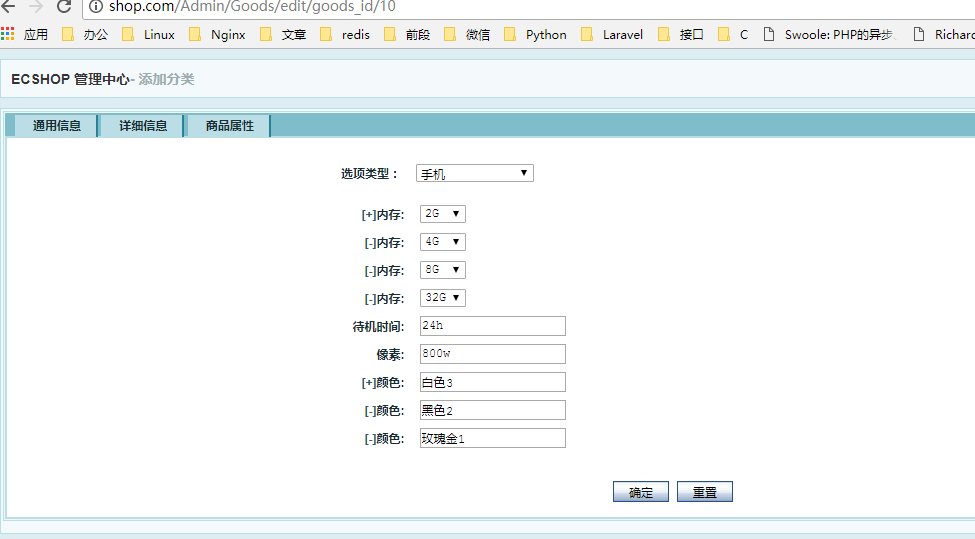 shop.com/Admin/Goods/edit/goods_id/10
应用 办公 Linux Nginx 文章 redis 前段 微信 Python Laravel 接口 C Swoole: PHP的异步、 Richard
ECSHOP 管理中心- 添加分类
通用信息 详细信息 商品属性
选项类型： 手机
[+]内存: 2G
[-]内存: 4G
[-]内存: 8G
[-]内存: 32G
待机时间: 24h
像素: 800w
[+]颜色: 白色3
[-]颜色: 黑色2
[-]颜色: 玫瑰金1
确定 重置